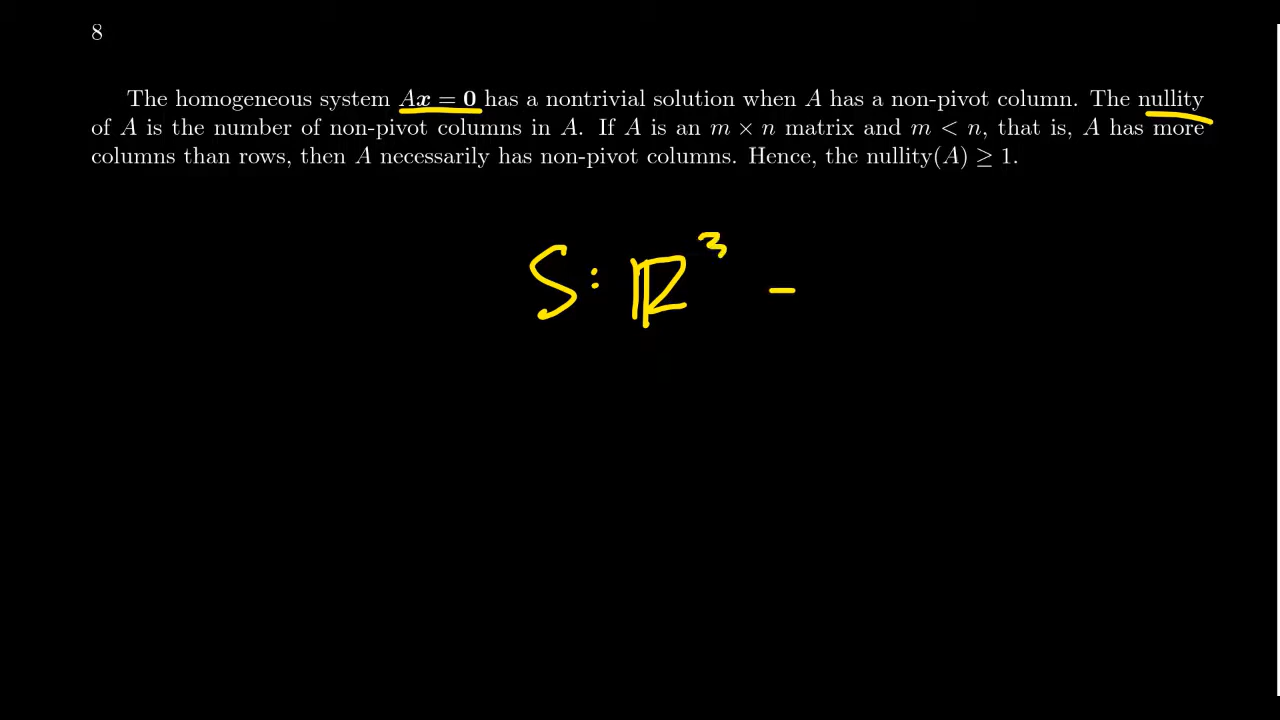 8
The homogeneous system Ax = 0 has a nontrivial solution when A has a non-pivot column. The nullity
of A is the number of non-pivot columns in A. If A is an m × n matrix and m < n, that is, A has more
columns than rows, then A necessarily has non-pivot columns. Hence, the nullity(A) ≥ 1.
S: ℝ³ –